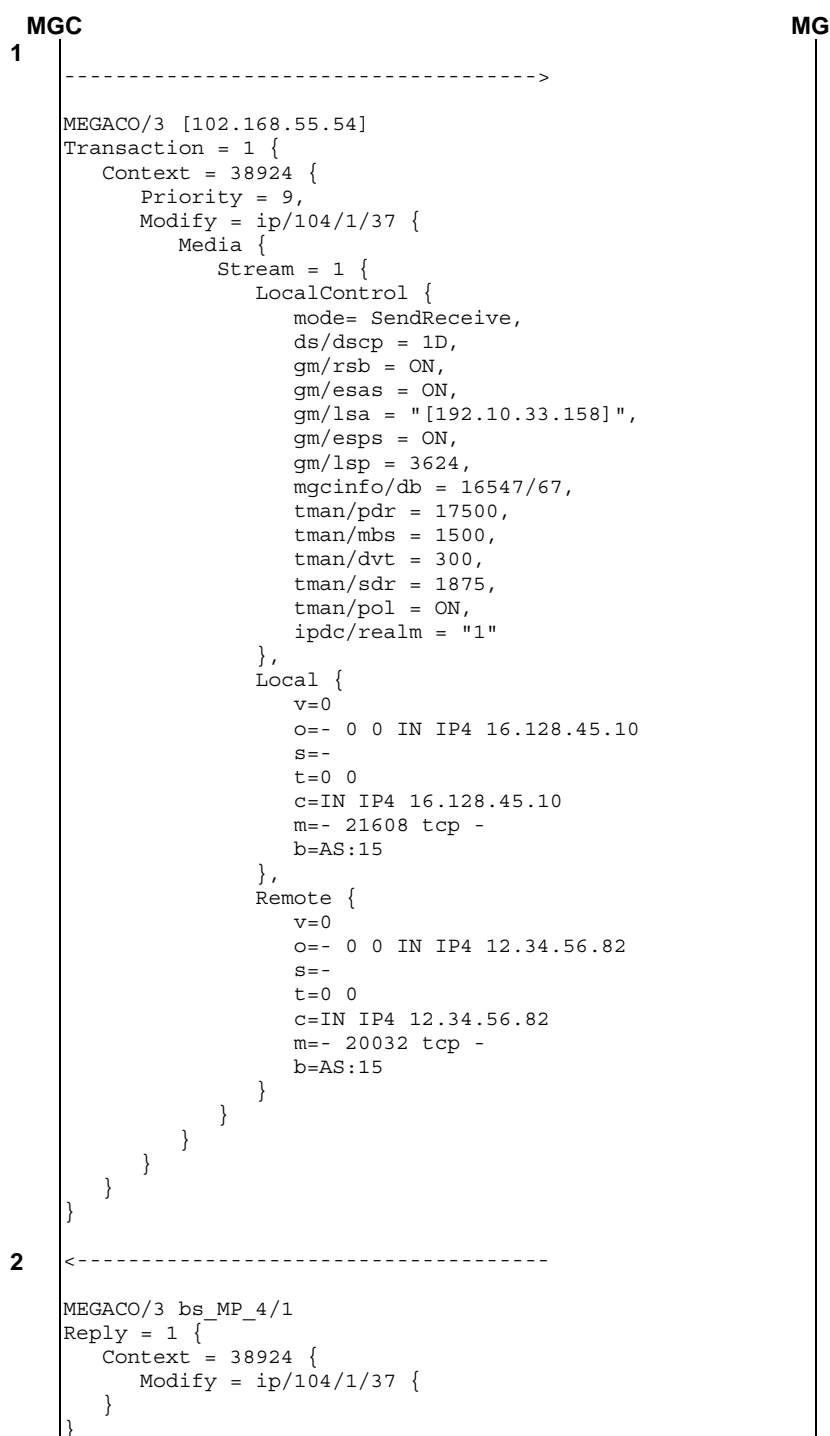 MGC MG
1
------------------------------------->
MEGACO/3 [102.168.55.54]
Transaction = 1 {
Context = 38924 {
Priority = 9,
Modify = ip/104/1/37 {
Media {
Stream = 1 {
LocalControl {
mode= SendReceive,
ds/dscp = 1D,
gm/rsb = ON,
gm/esas = ON,
gm/lsa = "[192.10.33.158]",
gm/esps = ON,
gm/lsp = 3624,
mgcinfo/db = 16547/67,
tman/pdr = 17500,
tman/mbs = 1500,
tman/dvt = 300,
tman/sdr = 1875,
tman/pol = ON,
ipdc/realm = "1"
},
Local {
v=0
o=- 0 0 IN IP4 16.128.45.10
s=-
t=0 0
c=IN IP4 16.128.45.10
m=- 21608 tcp -
b=AS:15
},
Remote {
v=0
o=- 0 0 IN IP4 12.34.56.82
s=-
t=0 0
c=IN IP4 12.34.56.82
m=- 20032 tcp -
b=AS:15
}
}
}
}
}
}
2 <-------------------------------------
MEGACO/3 bs_MP_4/1
Reply = 1 {
Context = 38924 {
Modify = ip/104/1/37 {
}
}